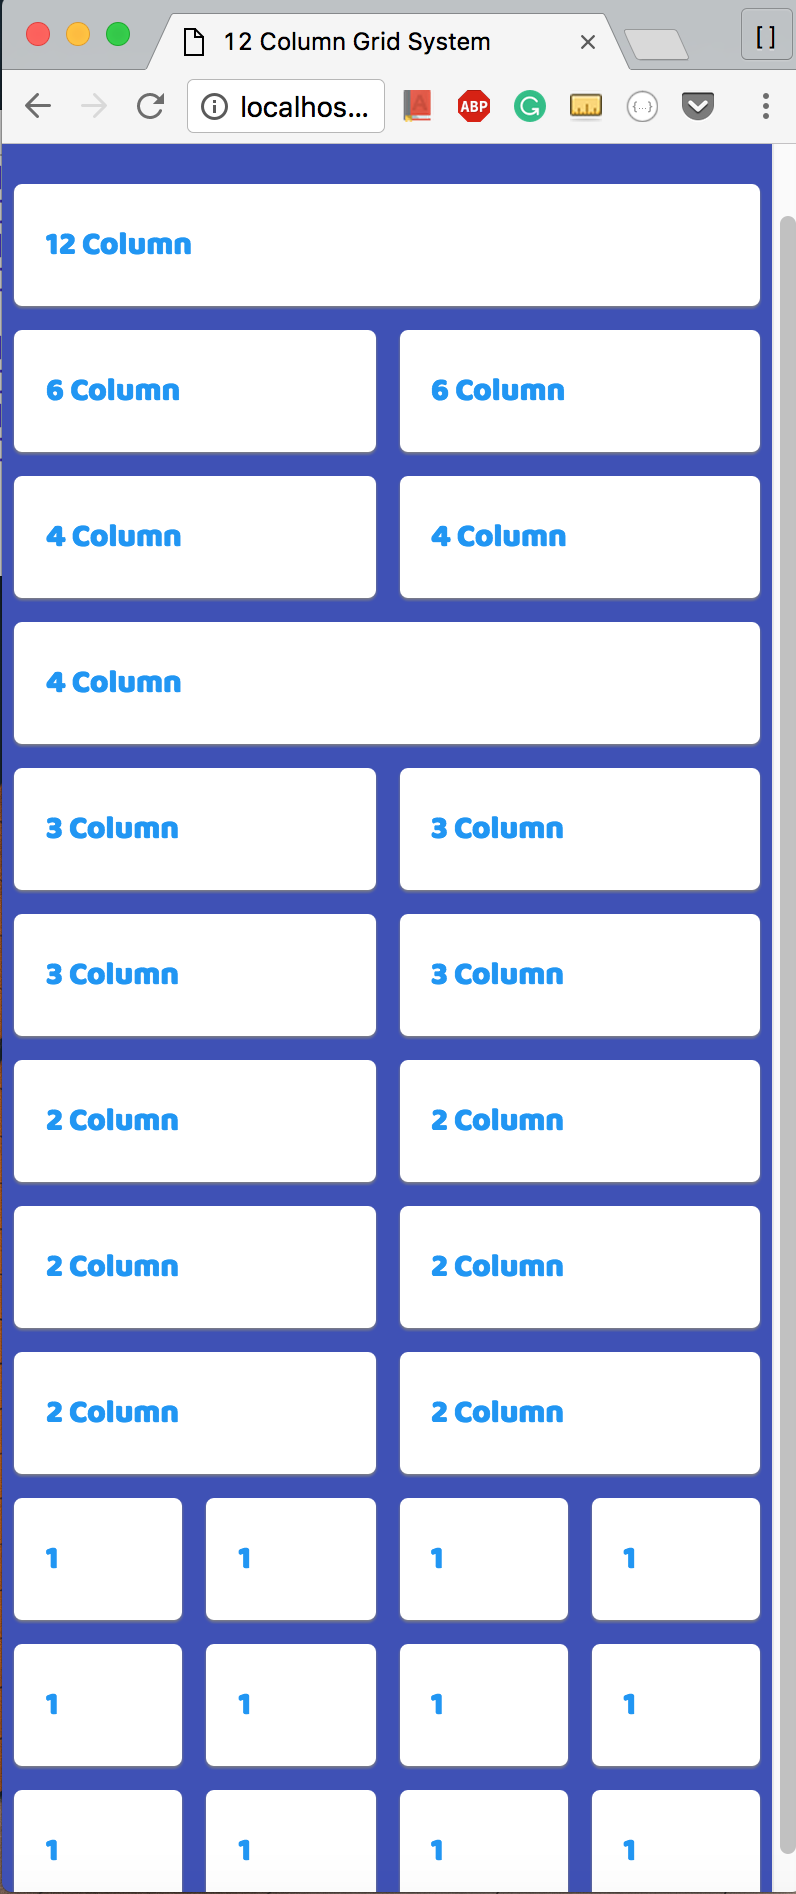 12 Column Grid System
[ ]
localhos...
A ABP G {...}
12 Column
6 Column 6 Column
4 Column 4 Column
4 Column
3 Column 3 Column
3 Column 3 Column
2 Column 2 Column
2 Column 2 Column
2 Column 2 Column
1 1 1 1
1 1 1 1
1 1 1 1